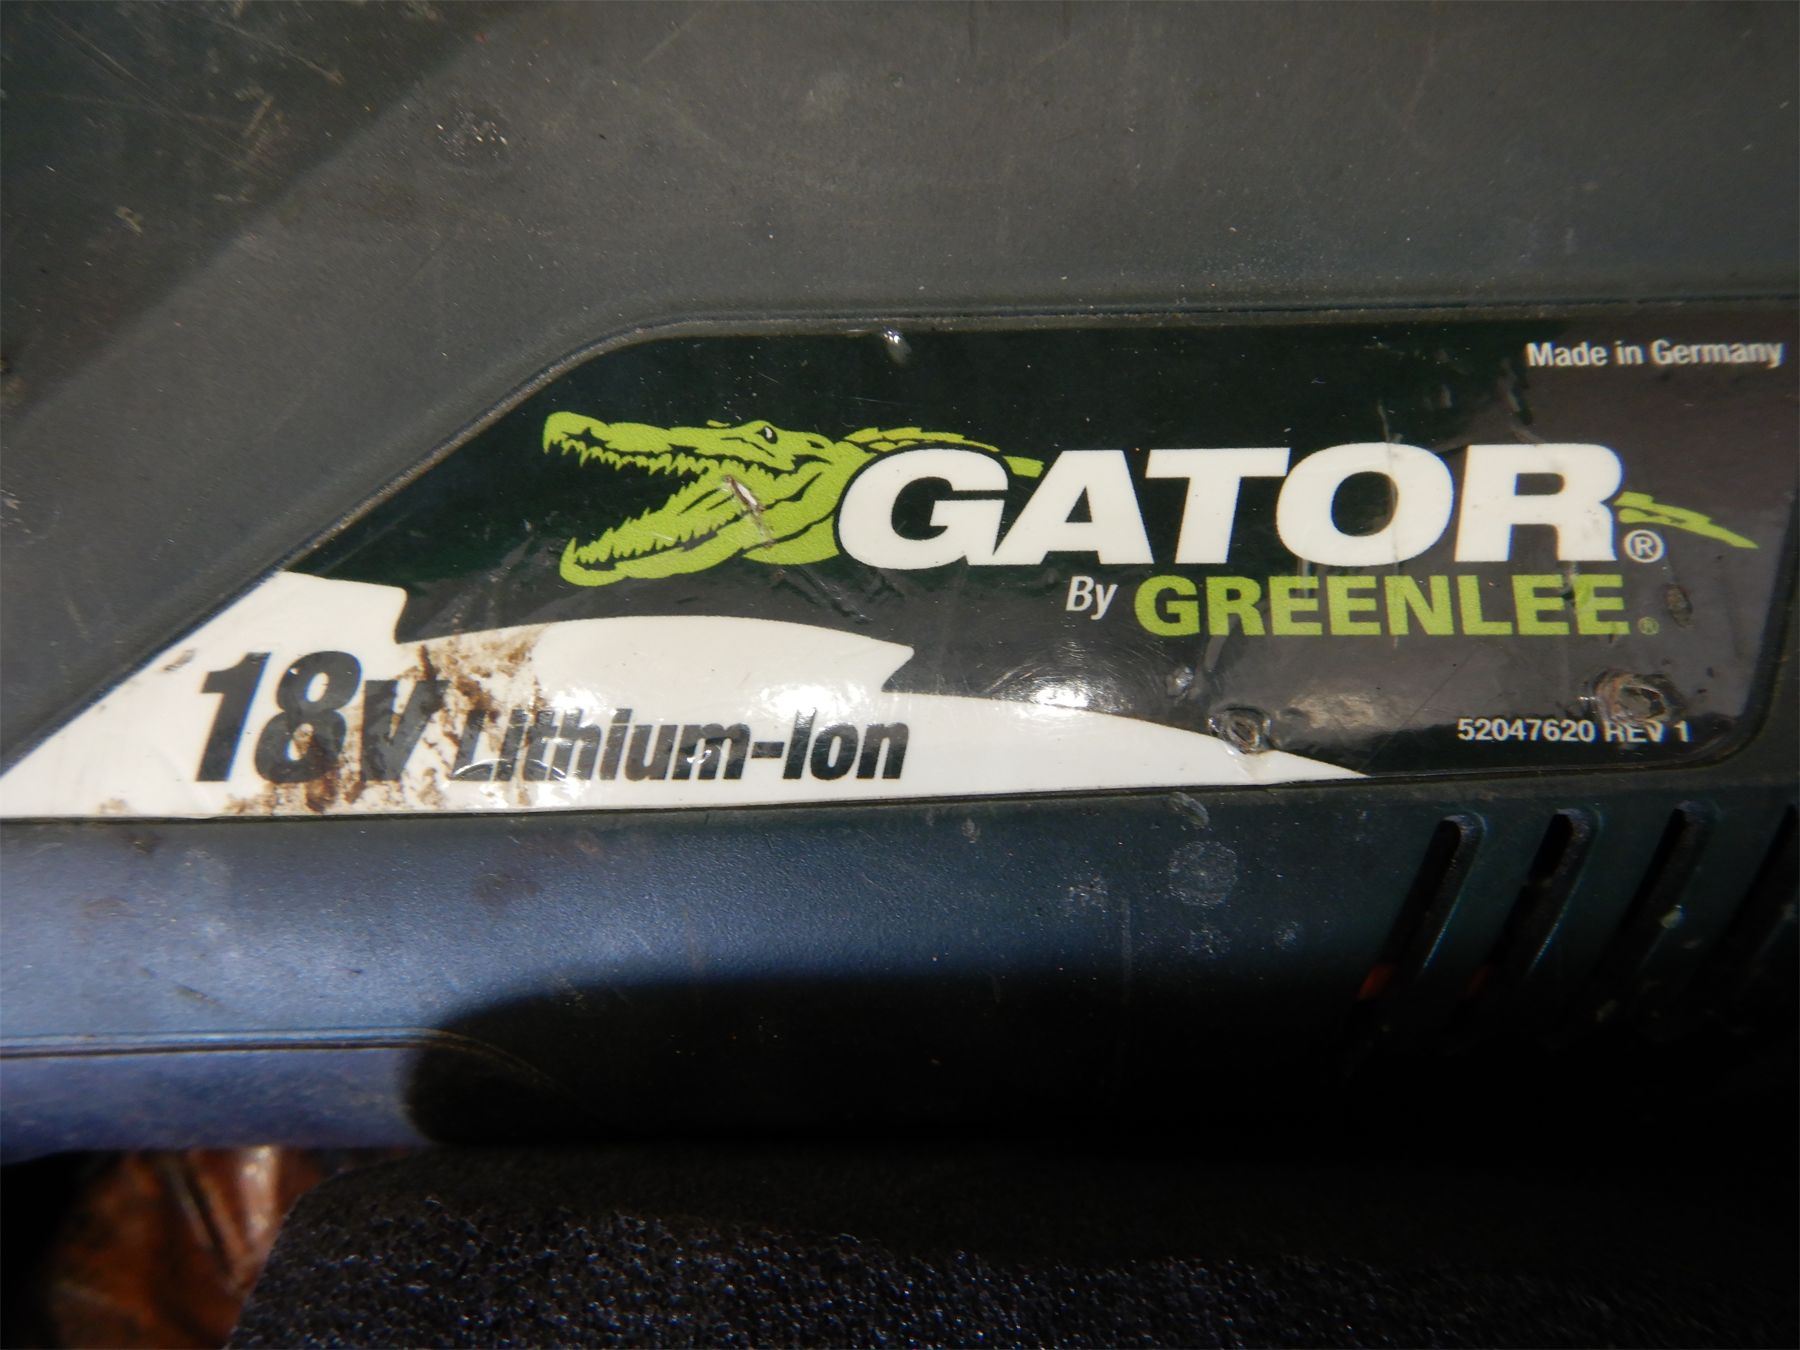 Made in Germany
GATOR®
By GREENLEE®
18V Lithium-Ion
52047620 REV 1